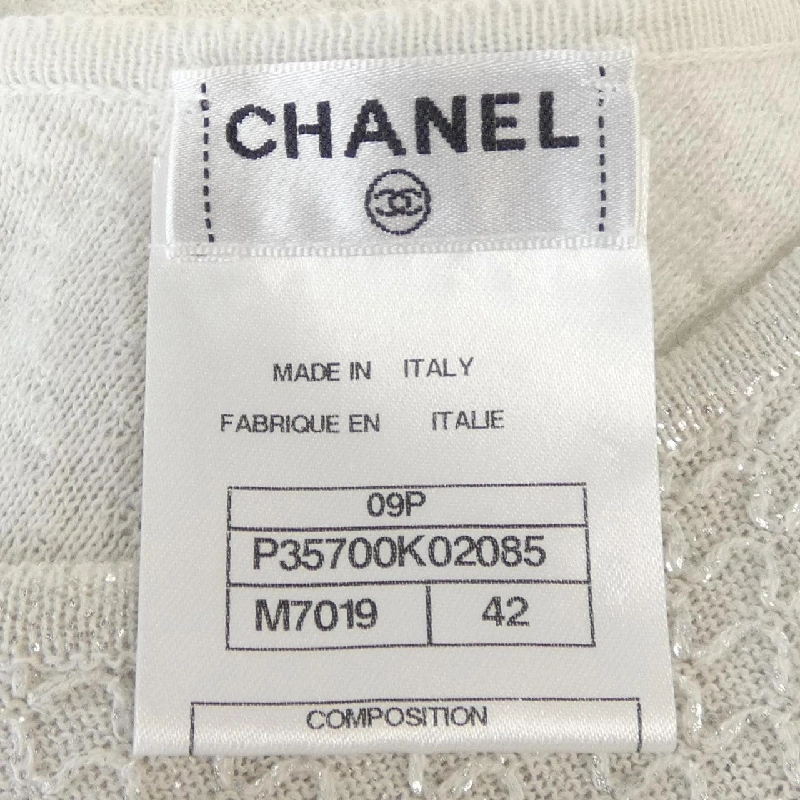 CHANEL
MADE IN ITALY
FABRIQUE EN ITALIE
09P
P35700K02085
M7019 42
COMPOSITION